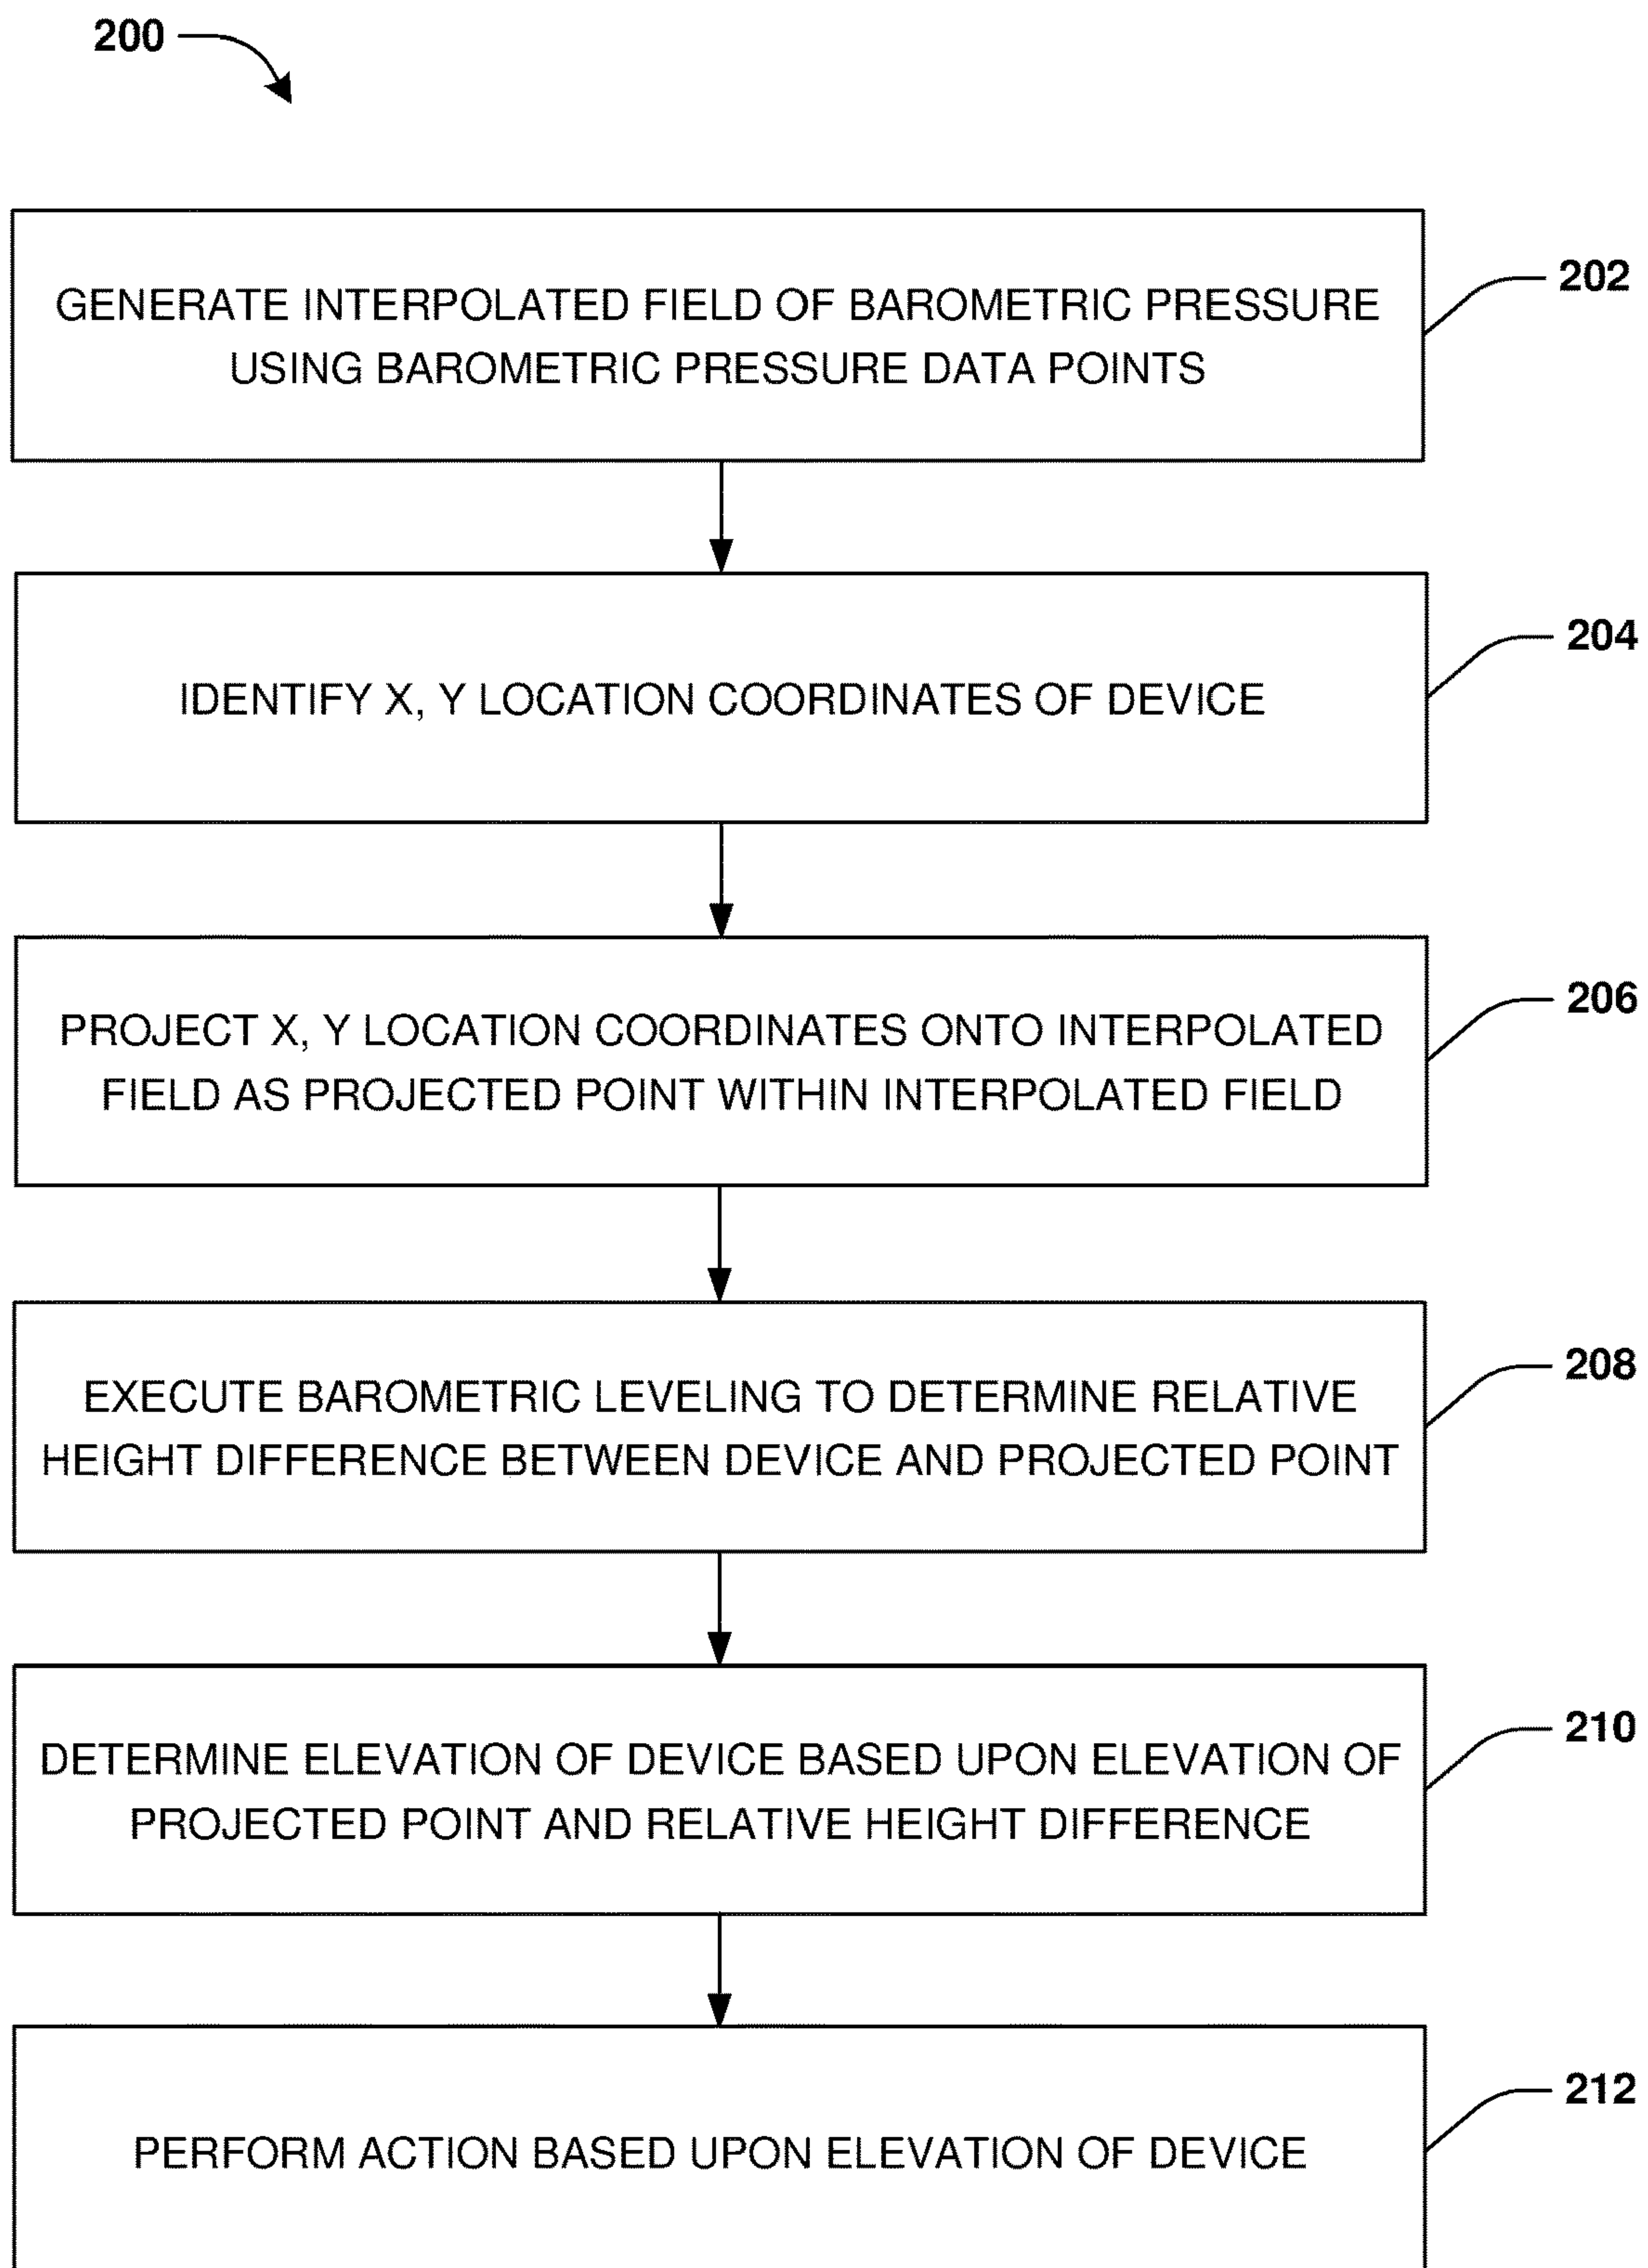 200
GENERATE INTERPOLATED FIELD OF BAROMETRIC PRESSURE
USING BAROMETRIC PRESSURE DATA POINTS
202
IDENTIFY X, Y LOCATION COORDINATES OF DEVICE
204
PROJECT X, Y LOCATION COORDINATES ONTO INTERPOLATED
FIELD AS PROJECTED POINT WITHIN INTERPOLATED FIELD
206
EXECUTE BAROMETRIC LEVELING TO DETERMINE RELATIVE
HEIGHT DIFFERENCE BETWEEN DEVICE AND PROJECTED POINT
208
DETERMINE ELEVATION OF DEVICE BASED UPON ELEVATION OF
PROJECTED POINT AND RELATIVE HEIGHT DIFFERENCE
210
PERFORM ACTION BASED UPON ELEVATION OF DEVICE
212